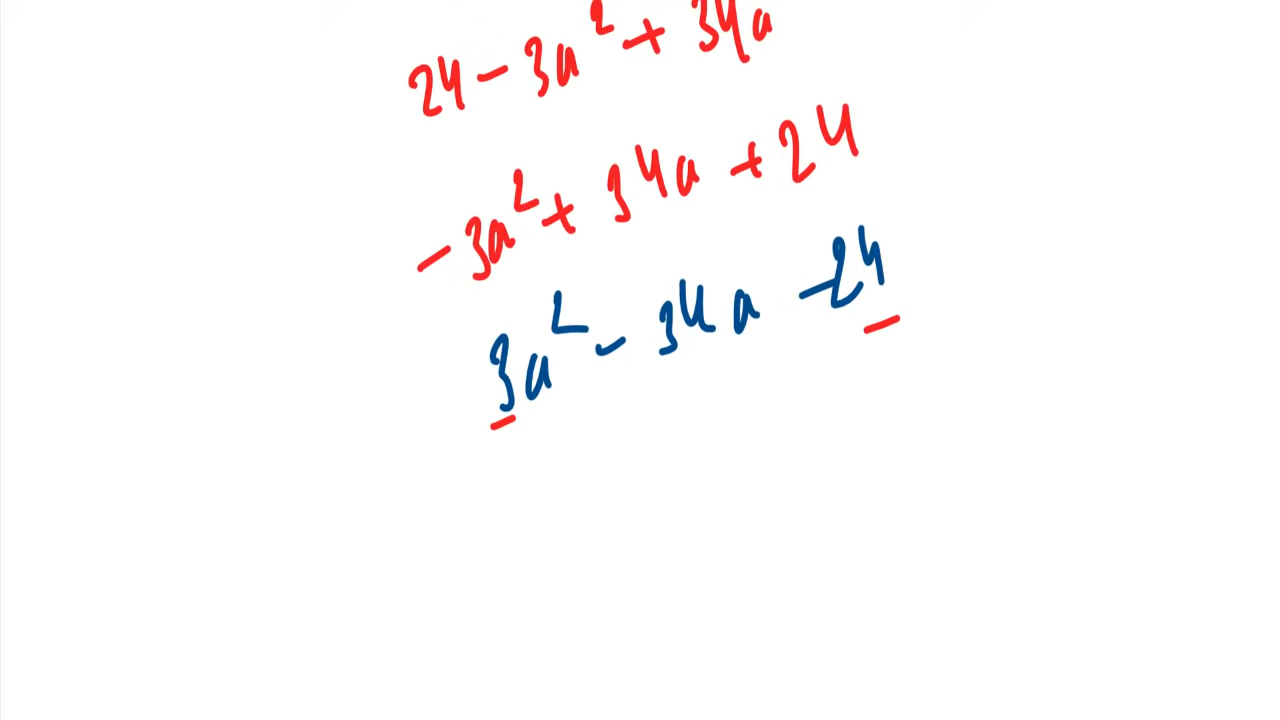 24 - 3a² + 34a
- 3a² + 34a + 24
3a² - 34a - 24